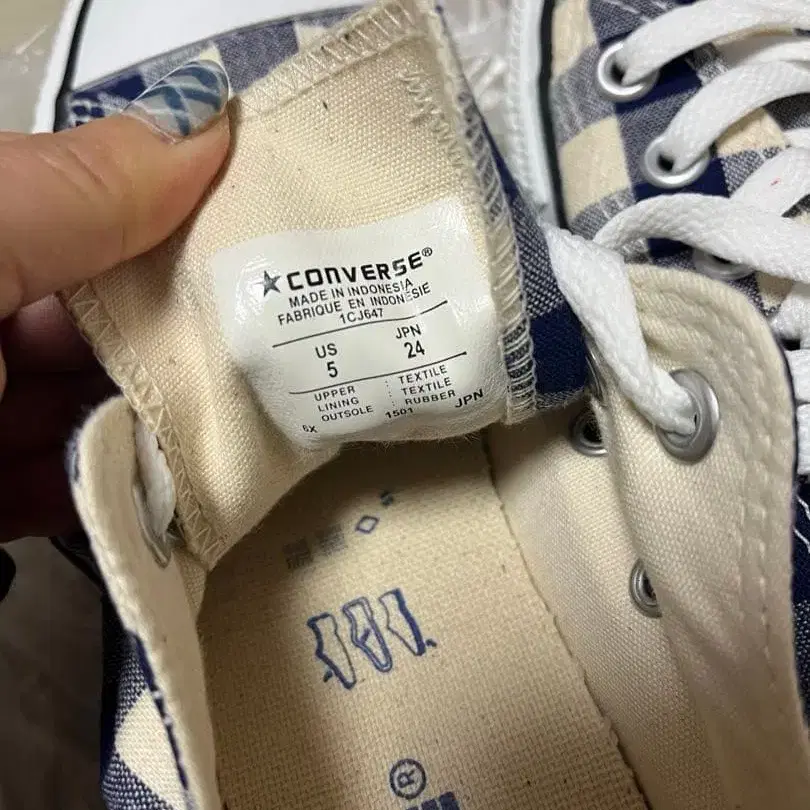 ★CONVERSE®
MADE IN INDONESIA
FABRIQUE EN INDONESIE
1CJ647
US JPN
5 24
UPPER : TEXTILE
LINING : TEXTILE
OUTSOLE : RUBBER
6X 1501 JPN
®